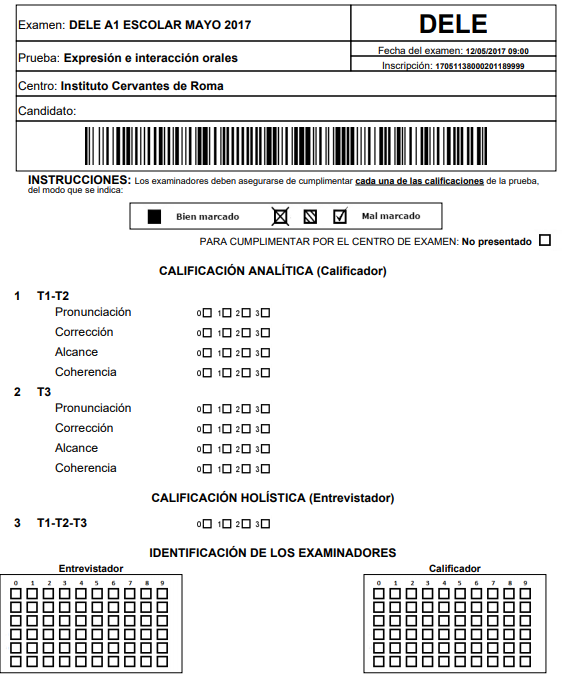 Examen: DELE A1 ESCOLAR MAYO 2017
DELE
Prueba: Expresión e interacción orales
Fecha del examen: 12/05/2017 09:00
Inscripción: 17051138000201189999
Centro: Instituto Cervantes de Roma
Candidato:
INSTRUCCIONES: Los examinadores deben asegurarse de cumplimentar cada una de las calificaciones de la prueba,
del modo que se indica:
Bien marcado Mal marcado
PARA CUMPLIMENTAR POR EL CENTRO DE EXAMEN: No presentado
CALIFICACIÓN ANALÍTICA (Calificador)
1 T1-T2
Pronunciación 0 1 2 3
Corrección 0 1 2 3
Alcance 0 1 2 3
Coherencia 0 1 2 3
2 T3
Pronunciación 0 1 2 3
Corrección 0 1 2 3
Alcance 0 1 2 3
Coherencia 0 1 2 3
CALIFICACIÓN HOLÍSTICA (Entrevistador)
3 T1-T2-T3 0 1 2 3
IDENTIFICACIÓN DE LOS EXAMINADORES
Entrevistador Calificador
0 1 2 3 4 5 6 7 8 9 0 1 2 3 4 5 6 7 8 9